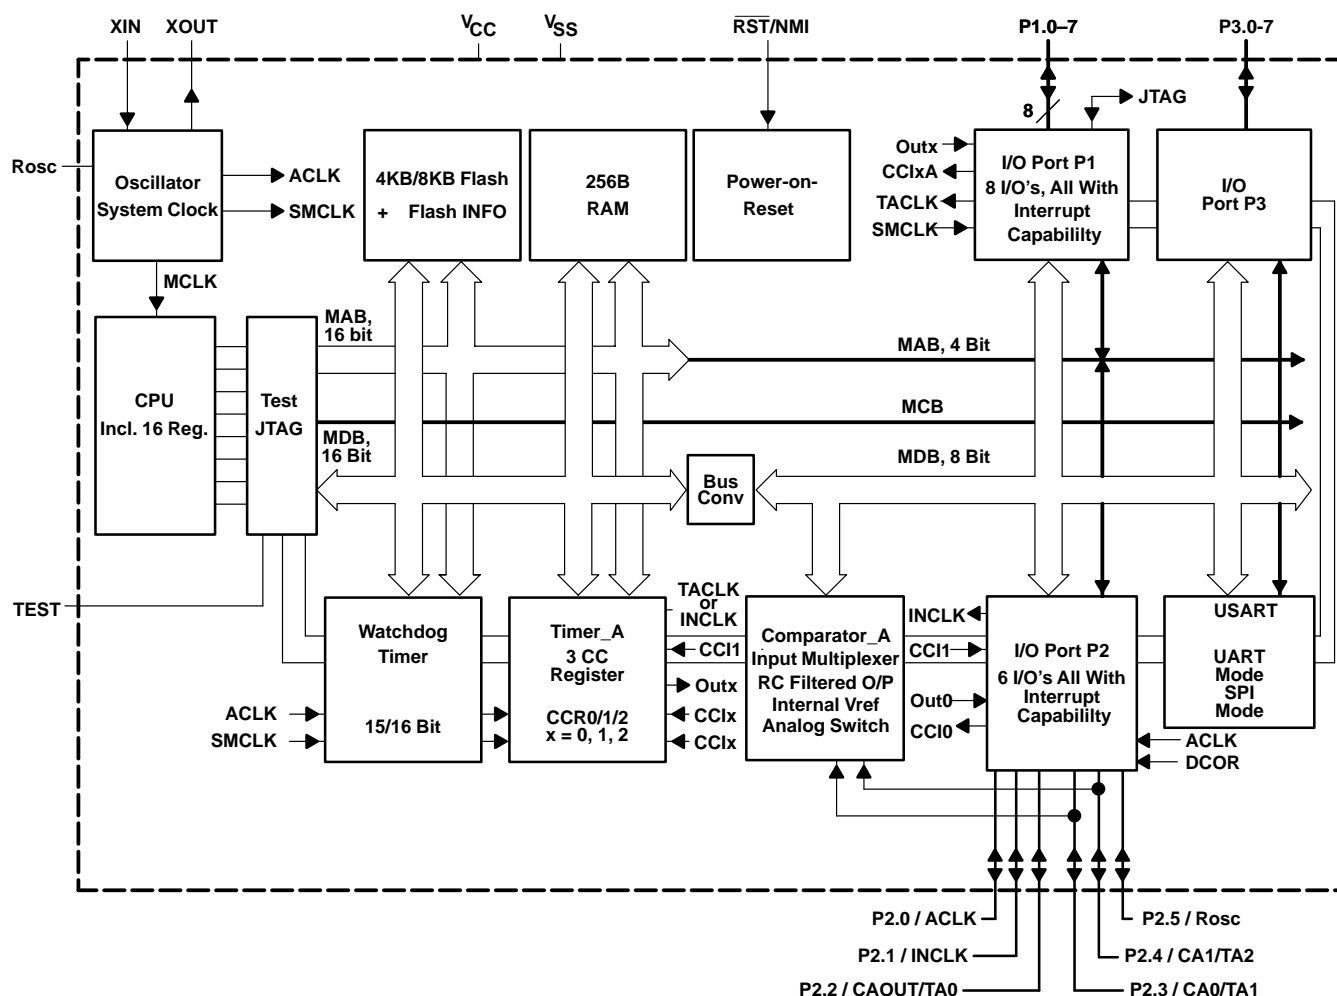 XIN
XOUT
VCC
VSS
RST/NMI
P1.0–7
P3.0-7
8
JTAG
Rosc
Oscillator
System Clock
ACLK
SMCLK
4KB/8KB Flash
+ Flash INFO
256B
RAM
Power-on-
Reset
Outx
CCIxA
TACLK
SMCLK
I/O Port P1
8 I/O's, All With
Interrupt
Capabililty
I/O
Port P3
MCLK
CPU
Incl. 16 Reg.
Test
JTAG
MAB,
16 bit
MAB, 4 Bit
MCB
MDB,
16 Bit
MDB, 8 Bit
Bus
Conv
TEST
Watchdog
Timer
15/16 Bit
ACLK
SMCLK
Timer_A
3 CC
Register
CCR0/1/2
x = 0, 1, 2
TACLK
or
INCLK
CCI1
Outx
CCIx
CCIx
Comparator_A
Input Multiplexer
RC Filtered O/P
Internal Vref
Analog Switch
INCLK
CCI1
Out0
CCI0
I/O Port P2
6 I/O's All With
Interrupt
Capabililty
USART
UART
Mode
SPI
Mode
ACLK
DCOR
P2.0 / ACLK
P2.5 / Rosc
P2.1 / INCLK
P2.4 / CA1/TA2
P2.2 / CAOUT/TA0
P2.3 / CA0/TA1